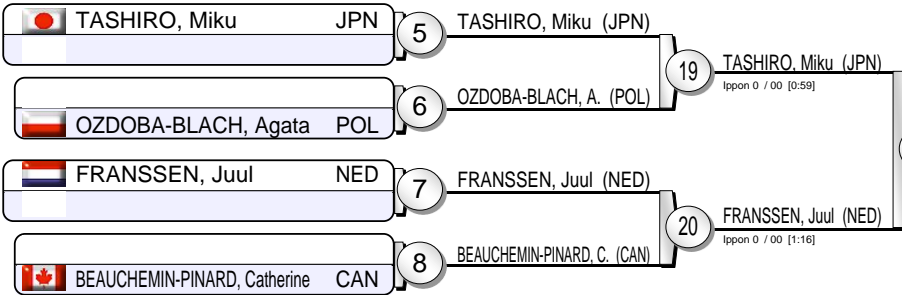 TASHIRO, Miku JPN
OZDOBA-BLACH, Agata POL
FRANSSEN, Juul NED
BEAUCHEMIN-PINARD, Catherine CAN
5
6
7
8
TASHIRO, Miku (JPN)
OZDOBA-BLACH, A. (POL)
FRANSSEN, Juul (NED)
BEAUCHEMIN-PINARD, C. (CAN)
19
20
TASHIRO, Miku (JPN)
Ippon 0 / 00 [0:59]
FRANSSEN, Juul (NED)
Ippon 0 / 00 [1:16]